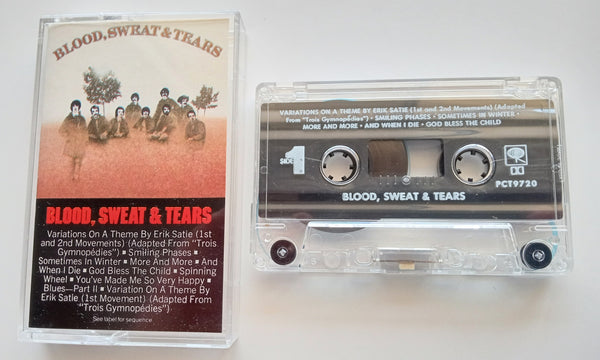 BLOOD, SWEAT & TEARS
BLOOD, SWEAT & TEARS
Variations On A Theme By Erik Satie (1st
and 2nd Movements) (Adapted From "Trois
Gymnopédies") ■ Smiling Phases ■
Sometimes In Winter ■ More And More ■ And
When I Die ■ God Bless The Child ■ Spinning
Wheel ■ You've Made Me So Very Happy ■
Blues—Part II ■ Variation On A Theme By
Erik Satie (1st Movement) (Adapted From
"Trois Gymnopédies")
See label for sequence
VARIATIONS ON A THEME BY ERIK SATIE (1st and 2nd Movements) (Adapted
from "Trois Gymnopédies") • SMILING PHASES • SOMETIMES IN WINTER •
MORE AND MORE • AND WHEN I DIE • GOD BLESS THE CHILD
SIDE 1
PCT9720
BLOOD, SWEAT & TEARS